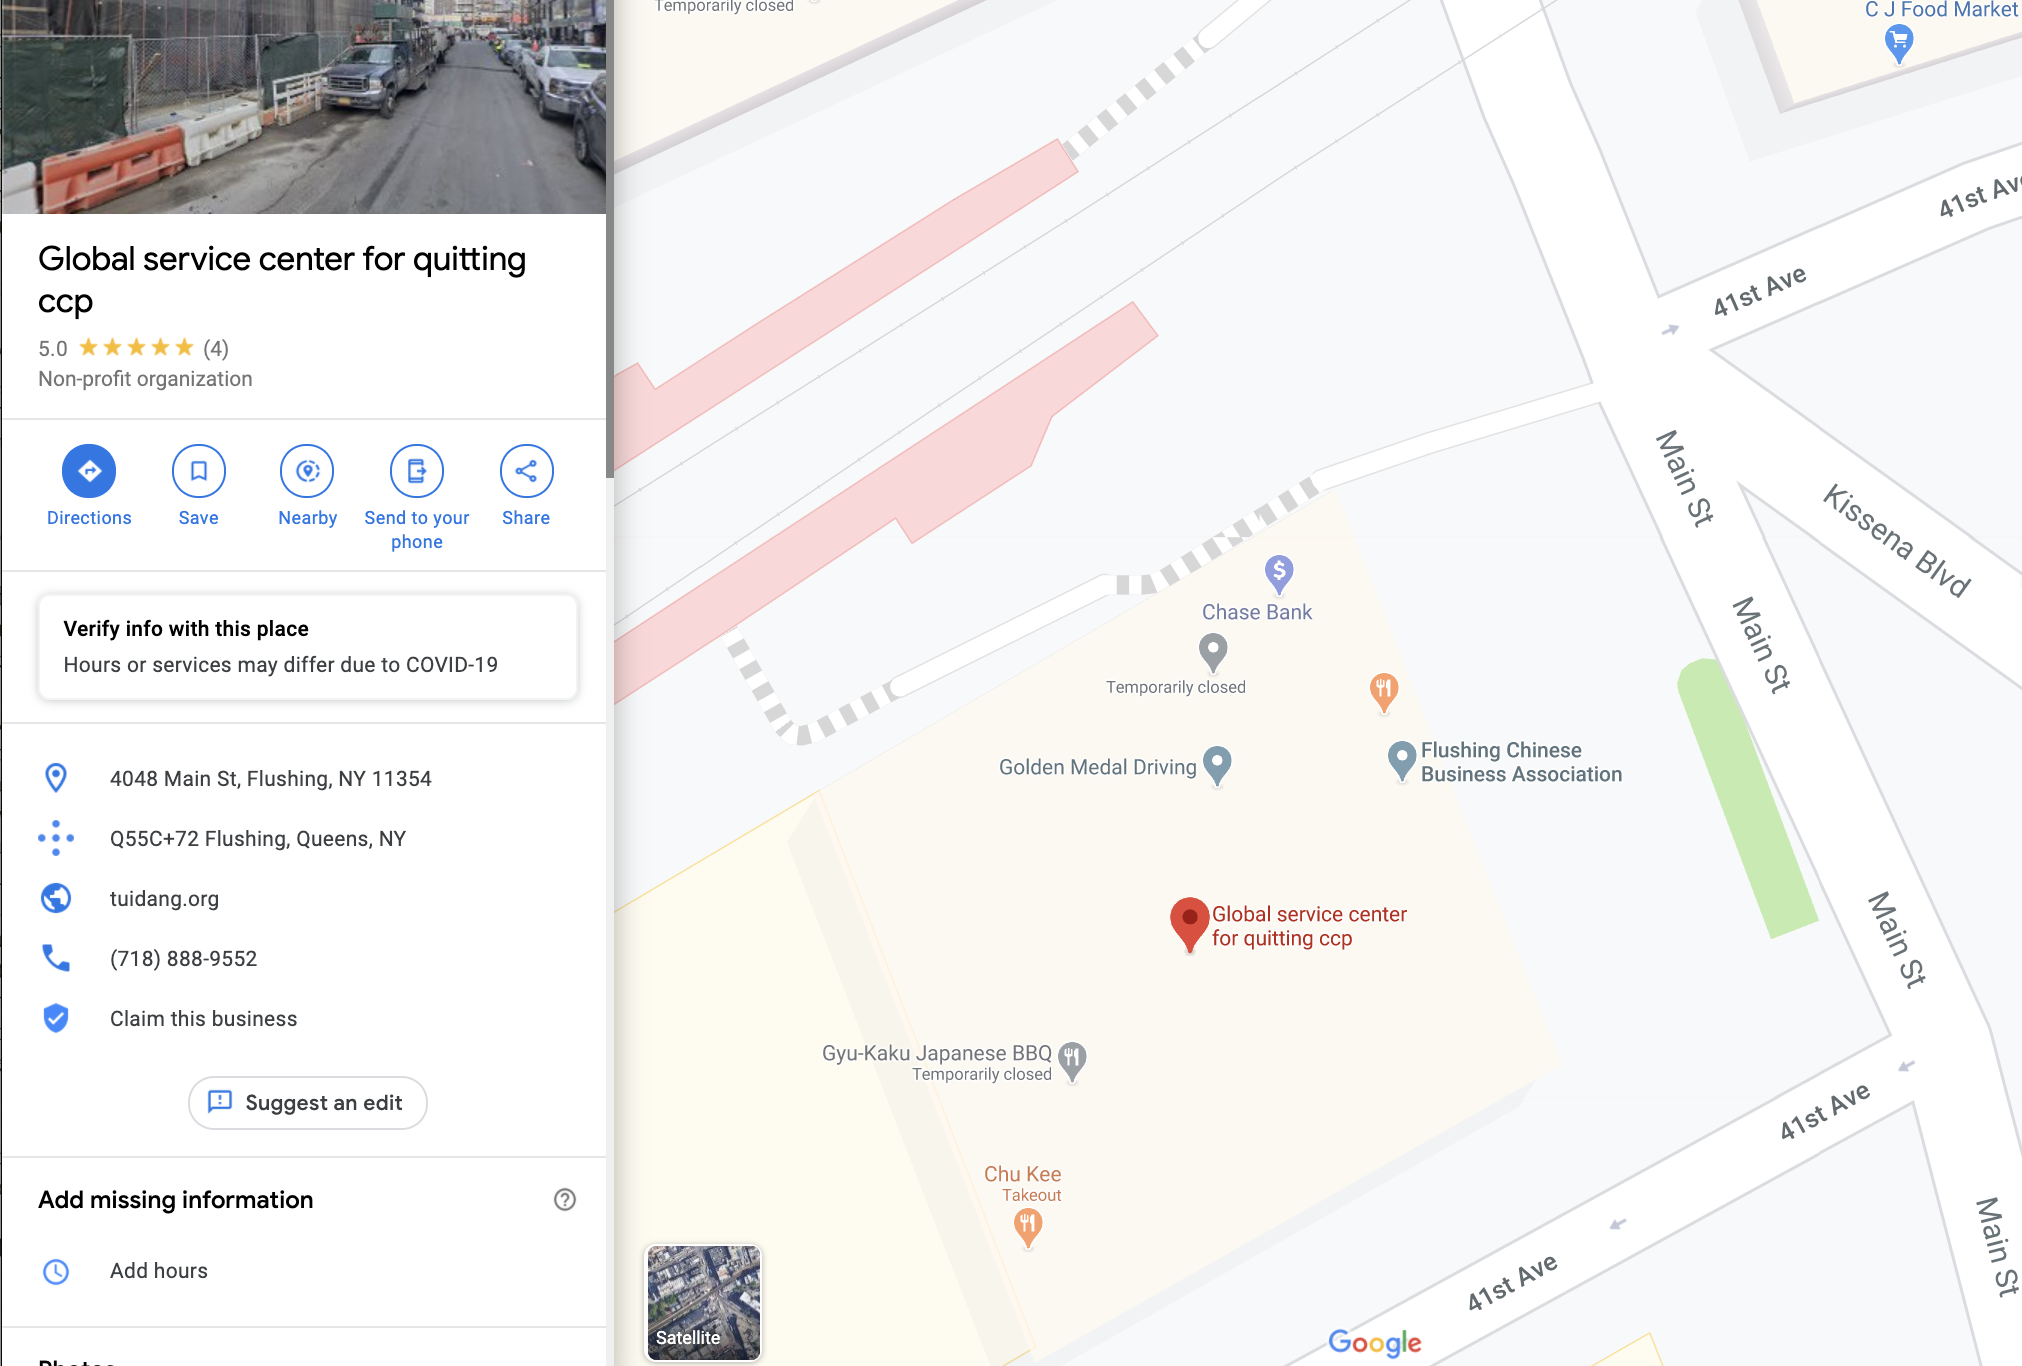 Global service center for quitting
ccp
5.0 (4)
Non-profit organization
Directions
Save
Nearby
Send to your
phone
Share
Verify info with this place
Hours or services may differ due to COVID-19
4048 Main St, Flushing, NY 11354
Q55C+72 Flushing, Queens, NY
tuidang.org
(718) 888-9552
Claim this business
Suggest an edit
Add missing information
Add hours
Photos
Temporarily closed
C J Food Market
41st Ave
41st Ave
Main St
Kissena Blvd
Chase Bank
Main St
Temporarily closed
Golden Medal Driving
Flushing Chinese
Business Association
Global service center
for quitting ccp
Main St
Gyu-Kaku Japanese BBQ
Temporarily closed
41st Ave
Chu Kee
Takeout
Main St
41st Ave
Satellite
Google